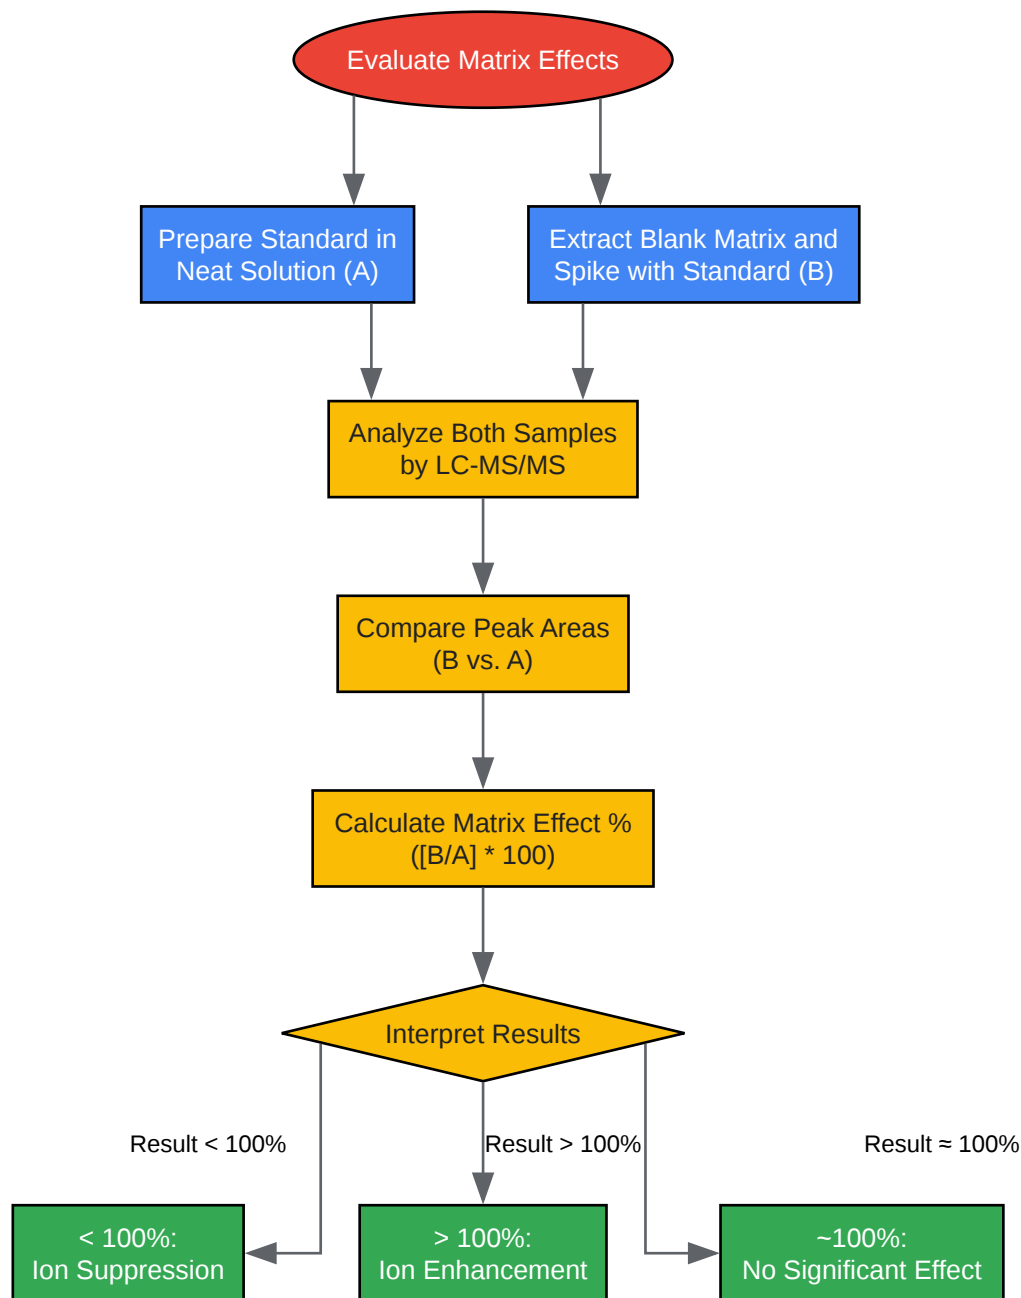 Evaluate Matrix Effects
Prepare Standard in
Neat Solution (A)
Extract Blank Matrix and
Spike with Standard (B)
Analyze Both Samples
by LC-MS/MS
Compare Peak Areas
(B vs. A)
Calculate Matrix Effect %
([B/A] * 100)
Interpret Results
Result < 100%
Result > 100%
Result ≈ 100%
< 100%:
Ion Suppression
> 100%:
Ion Enhancement
~100%:
No Significant Effect